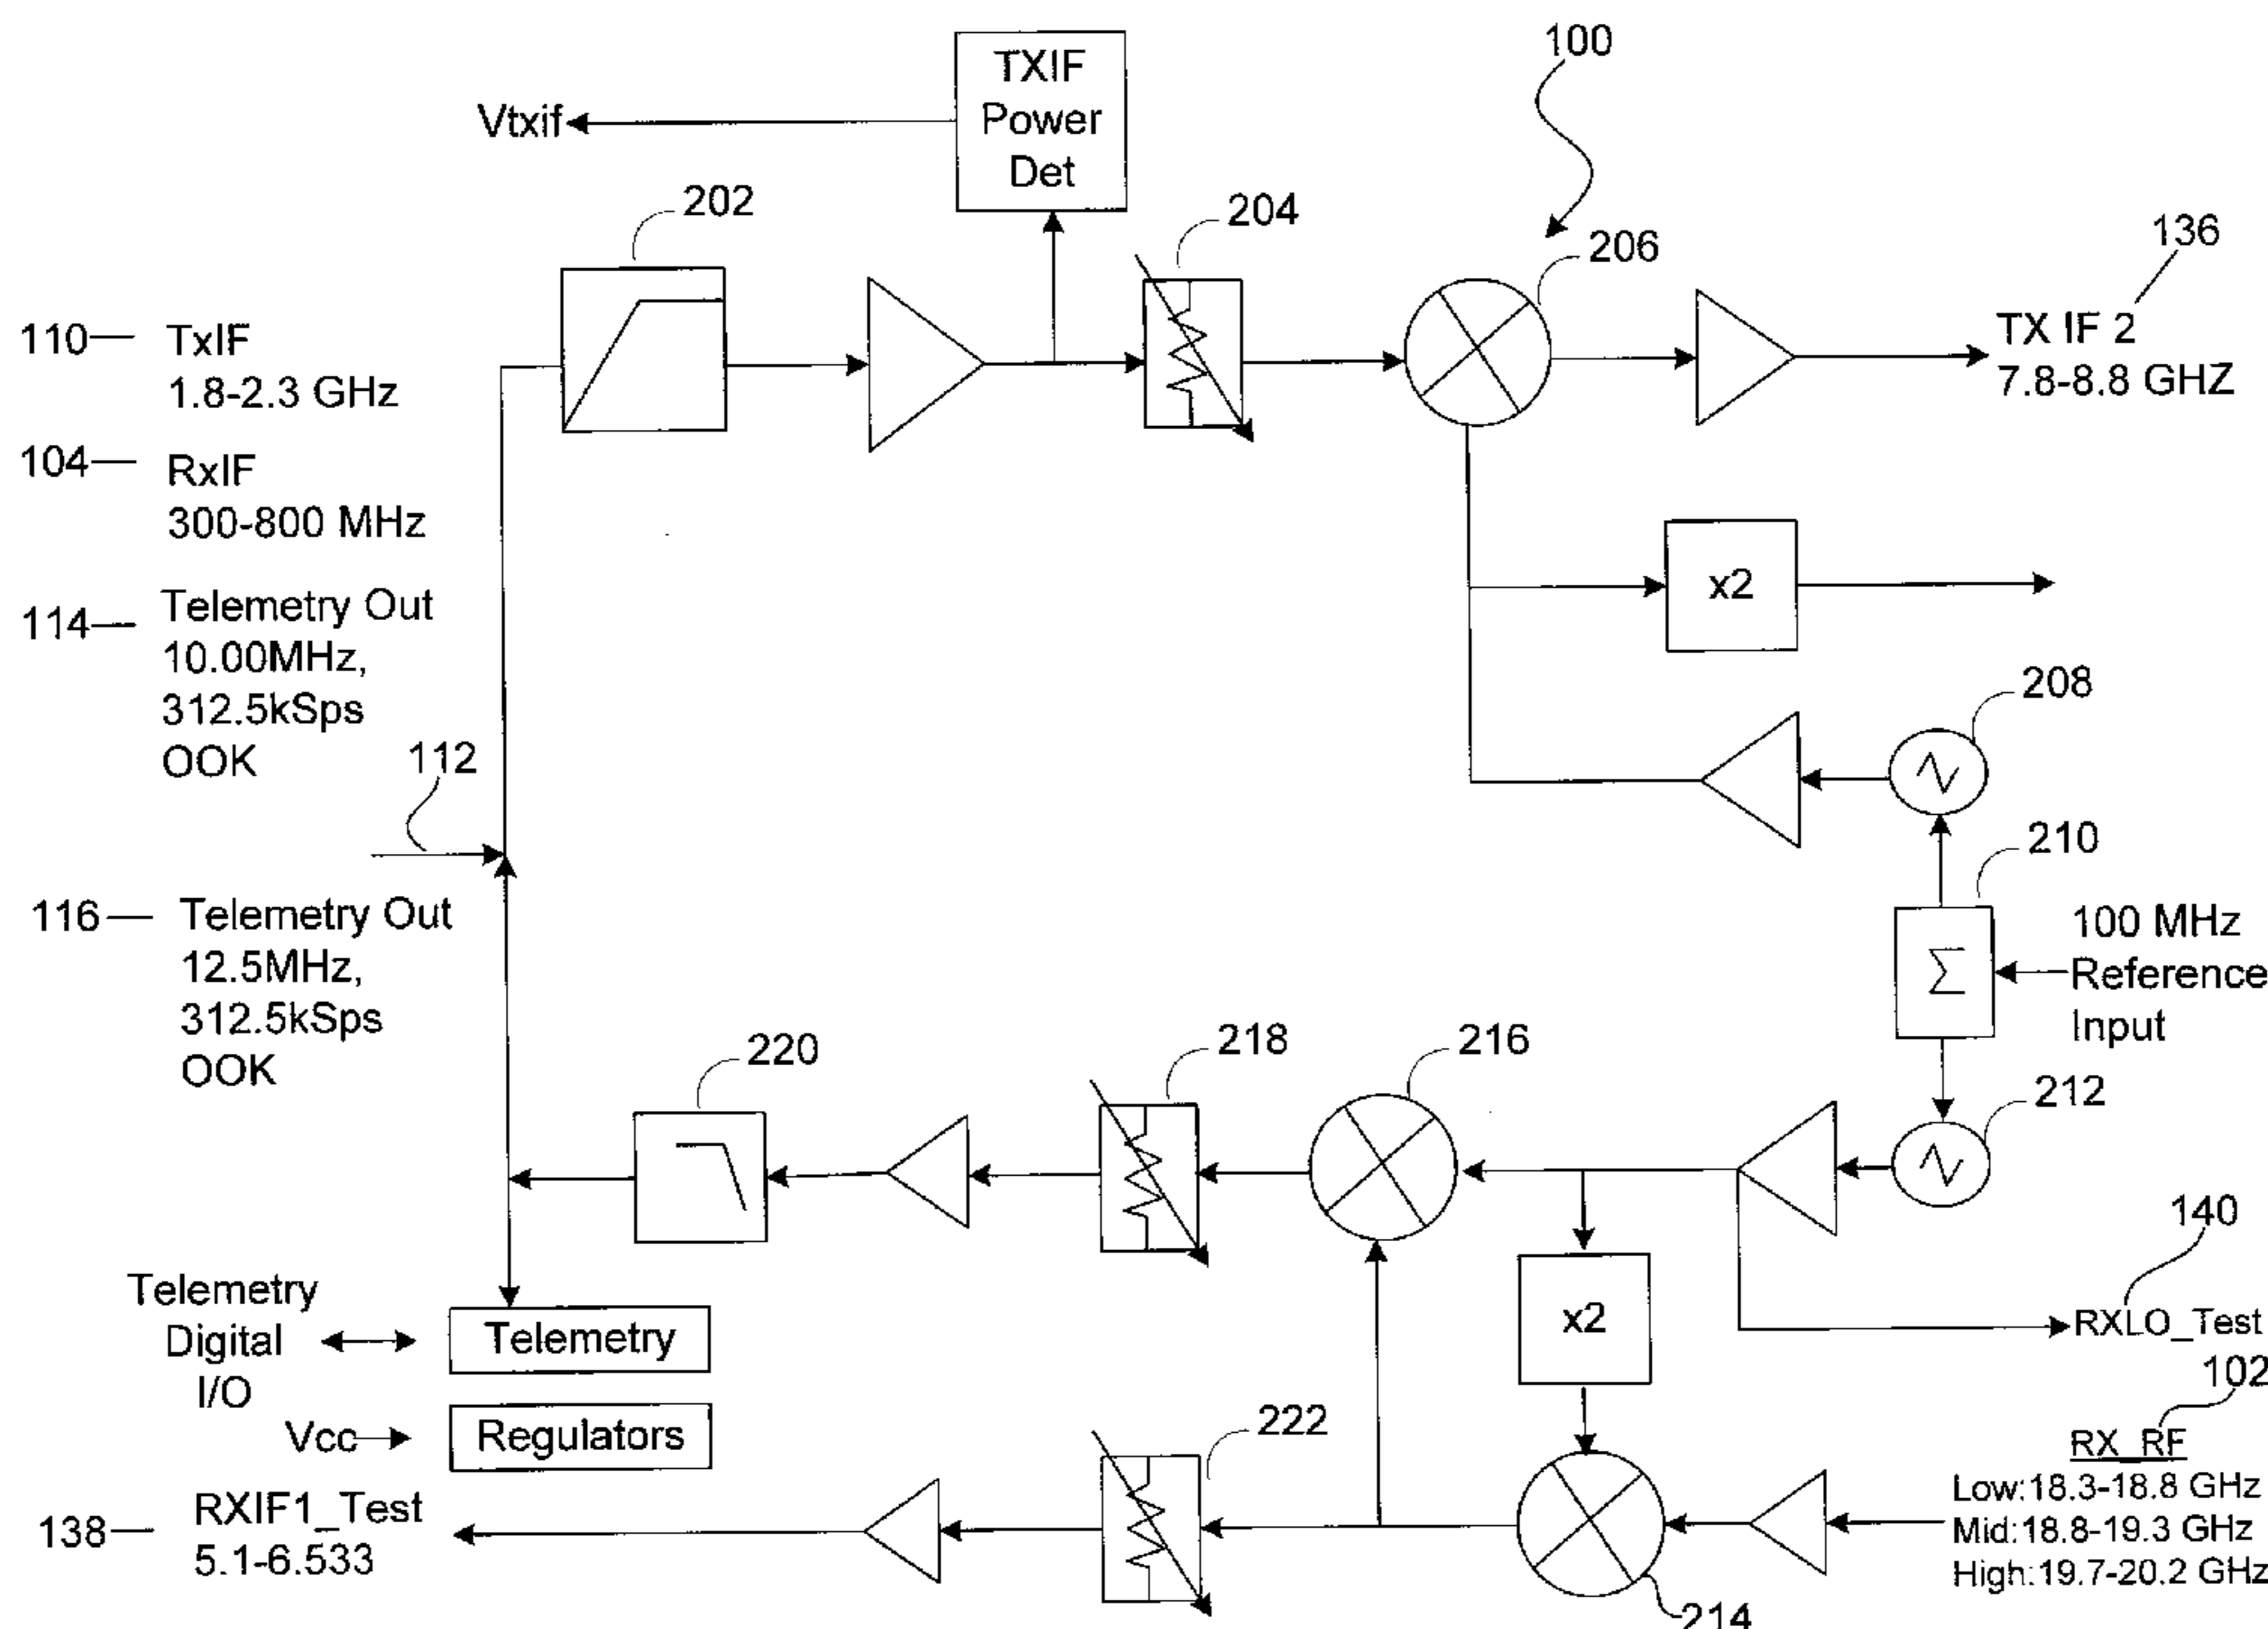 100
TXIF
Power
Det
Vtxif
202
204
206
136
110
TxIF
1.8-2.3 GHz
TX IF 2
7.8-8.8 GHZ
104
RxIF
300-800 MHz
x2
114
Telemetry Out
10.00MHz,
312.5kSps
OOK
208
112
210
116
Telemetry Out
12.5MHz,
312.5kSps
OOK
Σ
100 MHz
Reference
Input
220
218
216
212
140
RXLO_Test
x2
Telemetry
Digital
I/O
Telemetry
Vcc
Regulators
222
102
RX_RF
Low:18.3-18.8 GHz
Mid:18.8-19.3 GHz
High:19.7-20.2 GHz
138
RXIF1_Test
5.1-6.533
214